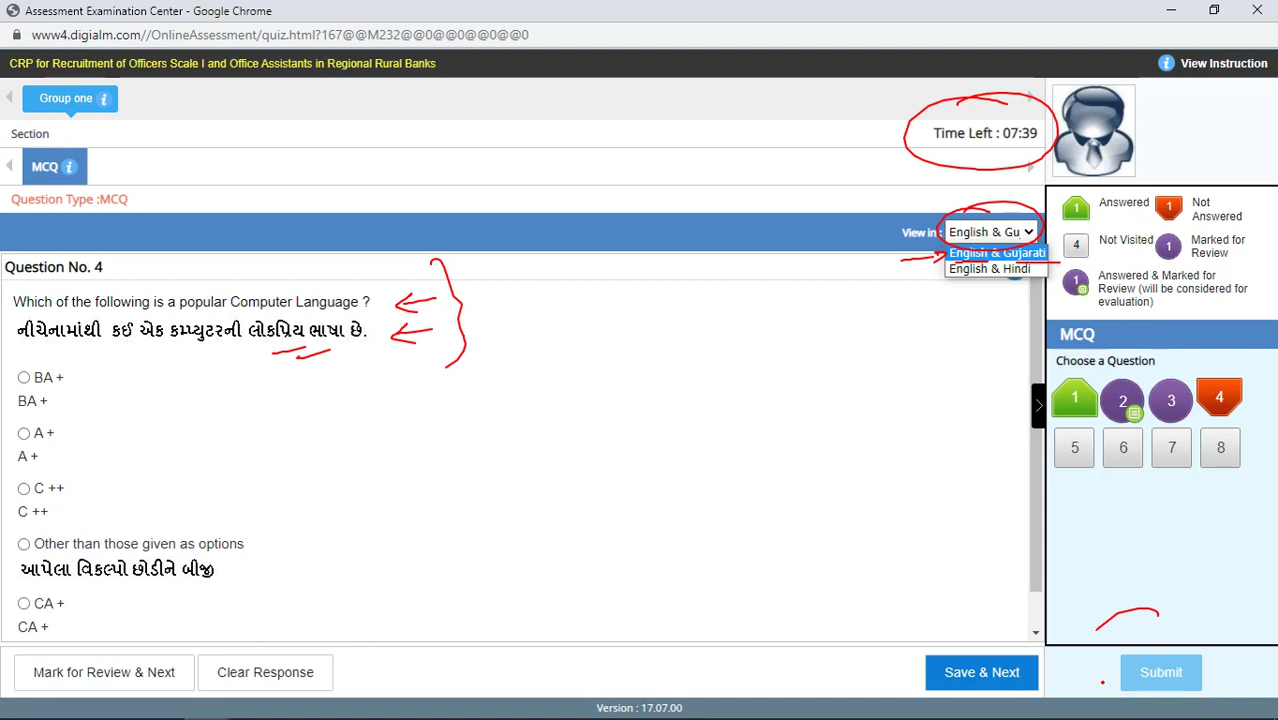 Assessment Examination Center - Google Chrome
www4.digialm.com//OnlineAssessment/quiz.html?167@@M232@@0@@0@@0@@0
CRP for Recruitment of Officers Scale I and Office Assistants in Regional Rural Banks
View Instruction
Group one
Section
Time Left : 07:39
MCQ
Question Type :MCQ
View in:
English & Gu
English & Gujarati
English & Hindi
Question No. 4
Which of the following is a popular Computer Language ?
નીચેનામાંથી કઈ એક કમ્પ્યુટરની લોકપ્રિય ભાષા છે.
BA +
BA +
A +
A +
C ++
C ++
Other than those given as options
આપેલા વિકલ્પો છોડીને બીજી
CA +
CA +
Mark for Review & Next
Clear Response
Save & Next
1 Answered
1 Not Answered
4 Not Visited
1 Marked for Review
1 Answered & Marked for Review (will be considered for evaluation)
MCQ
Choose a Question
1 2 3 4
5 6 7 8
Submit
Version : 17.07.00